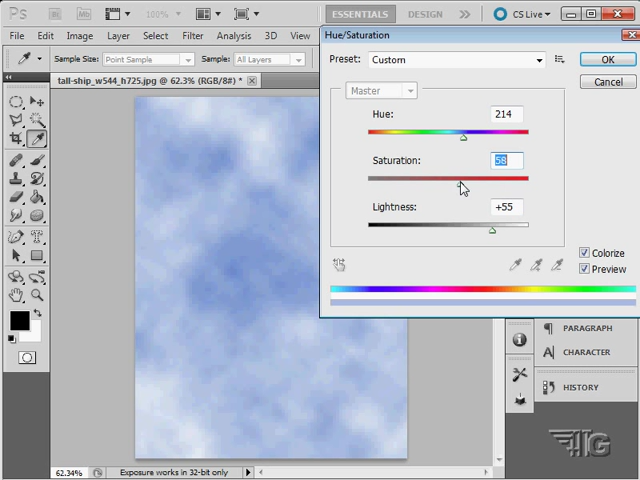 Ps
Mb
100%
ESSENTIALS
DESIGN
>>
CS Live
File Edit Image Layer Select Filter Analysis 3D View
Sample Size: Point Sample
Sample: All Layers
tall-ship_w544_h725.jpg @ 62.3% (RGB/8#) *
Hue/Saturation
Preset: Custom
OK
Cancel
Master
Hue: 214
Saturation: 58
Lightness: +55
Colorize
Preview
PARAGRAPH
CHARACTER
HISTORY
62.34%
Exposure works in 32-bit only